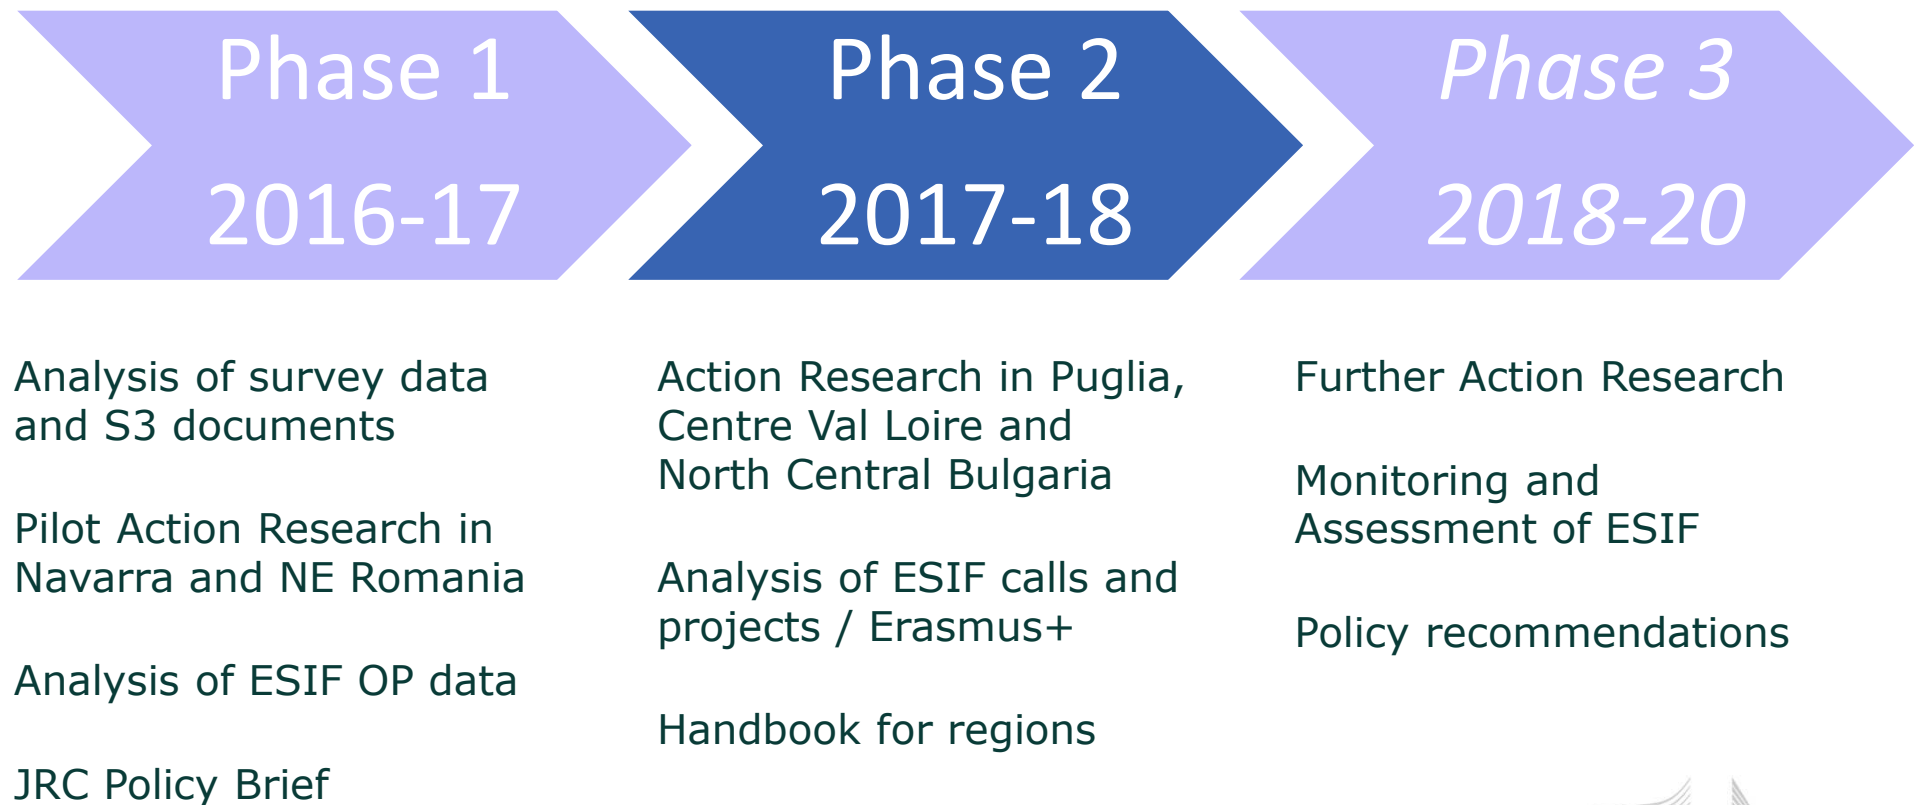 Phase 1
2016-17
Phase 2
2017-18
Phase 3
2018-20
Analysis of survey data
and S3 documents
Pilot Action Research in
Navarra and NE Romania
Analysis of ESIF OP data
JRC Policy Brief
Action Research in Puglia,
Centre Val Loire and
North Central Bulgaria
Analysis of ESIF calls and
projects / Erasmus+
Handbook for regions
Further Action Research
Monitoring and
Assessment of ESIF
Policy recommendations